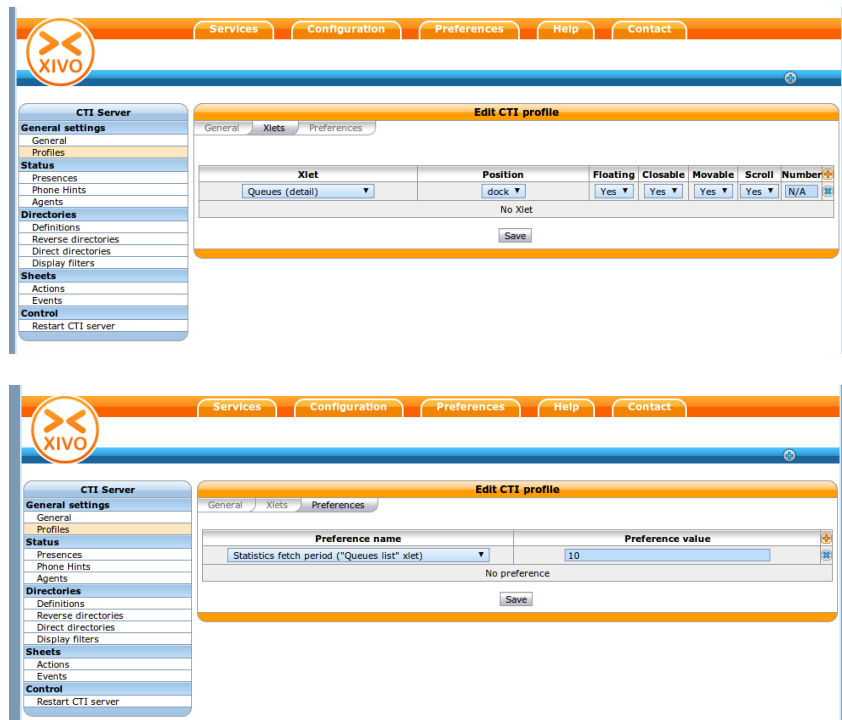 Services Configuration Preferences Help Contact
XIVO
CTI Server
General settings
General
Profiles
Status
Presences
Phone Hints
Agents
Directories
Definitions
Reverse directories
Direct directories
Display filters
Sheets
Actions
Events
Control
Restart CTI server
Edit CTI profile
General Xlets Preferences
Xlet Position Floating Closable Movable Scroll Number
Queues (detail) dock Yes Yes Yes Yes N/A
No Xlet
Save
Services Configuration Preferences Help Contact
XIVO
CTI Server
General settings
General
Profiles
Status
Presences
Phone Hints
Agents
Directories
Definitions
Reverse directories
Direct directories
Display filters
Sheets
Actions
Events
Control
Restart CTI server
Edit CTI profile
General Xlets Preferences
Preference name Preference value
Statistics fetch period ("Queues list" xlet) 10
No preference
Save